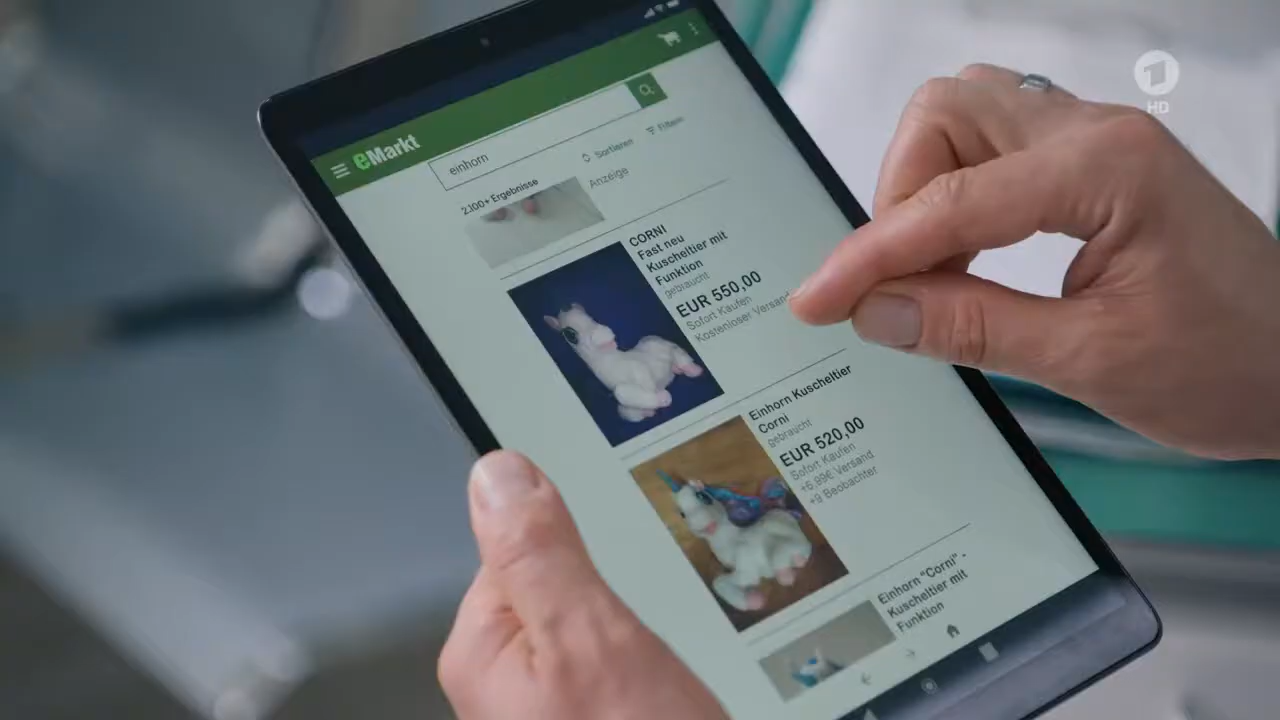 1
HD
eMarkt
einhorn
2.100+ Ergebnisse
Sortieren
Filtern
Anzeige
CORNI
Fast neu
Kuscheltier mit
Funktion
gebraucht
EUR 550,00
Sofort Kaufen
Kostenloser Versand
Einhorn Kuscheltier
Corni
gebraucht
EUR 520,00
Sofort Kaufen
+6,99€ Versand
+9 Beobachter
Einhorn "Corni" -
Kuscheltier mit
Funktion